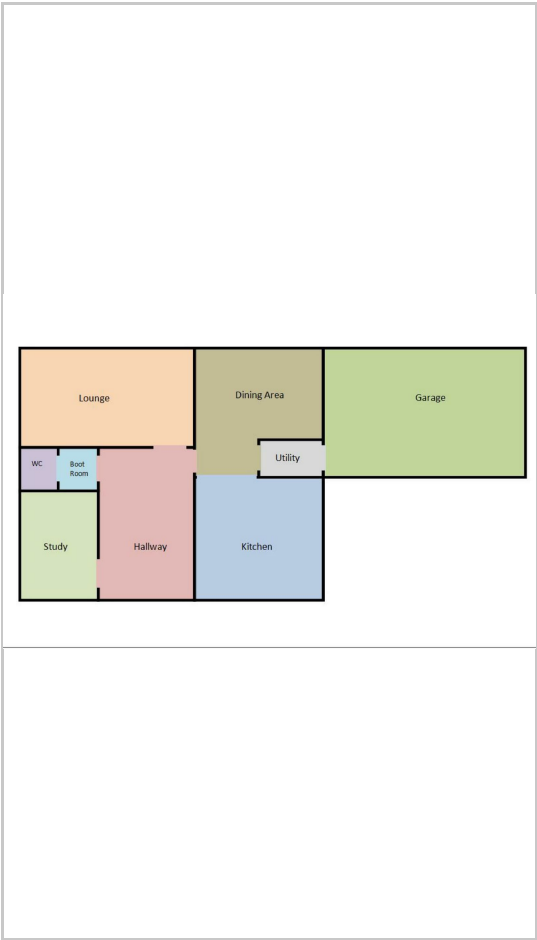 Lounge
Dining Area
Garage
WC
Boot
Room
Utility
Study
Hallway
Kitchen